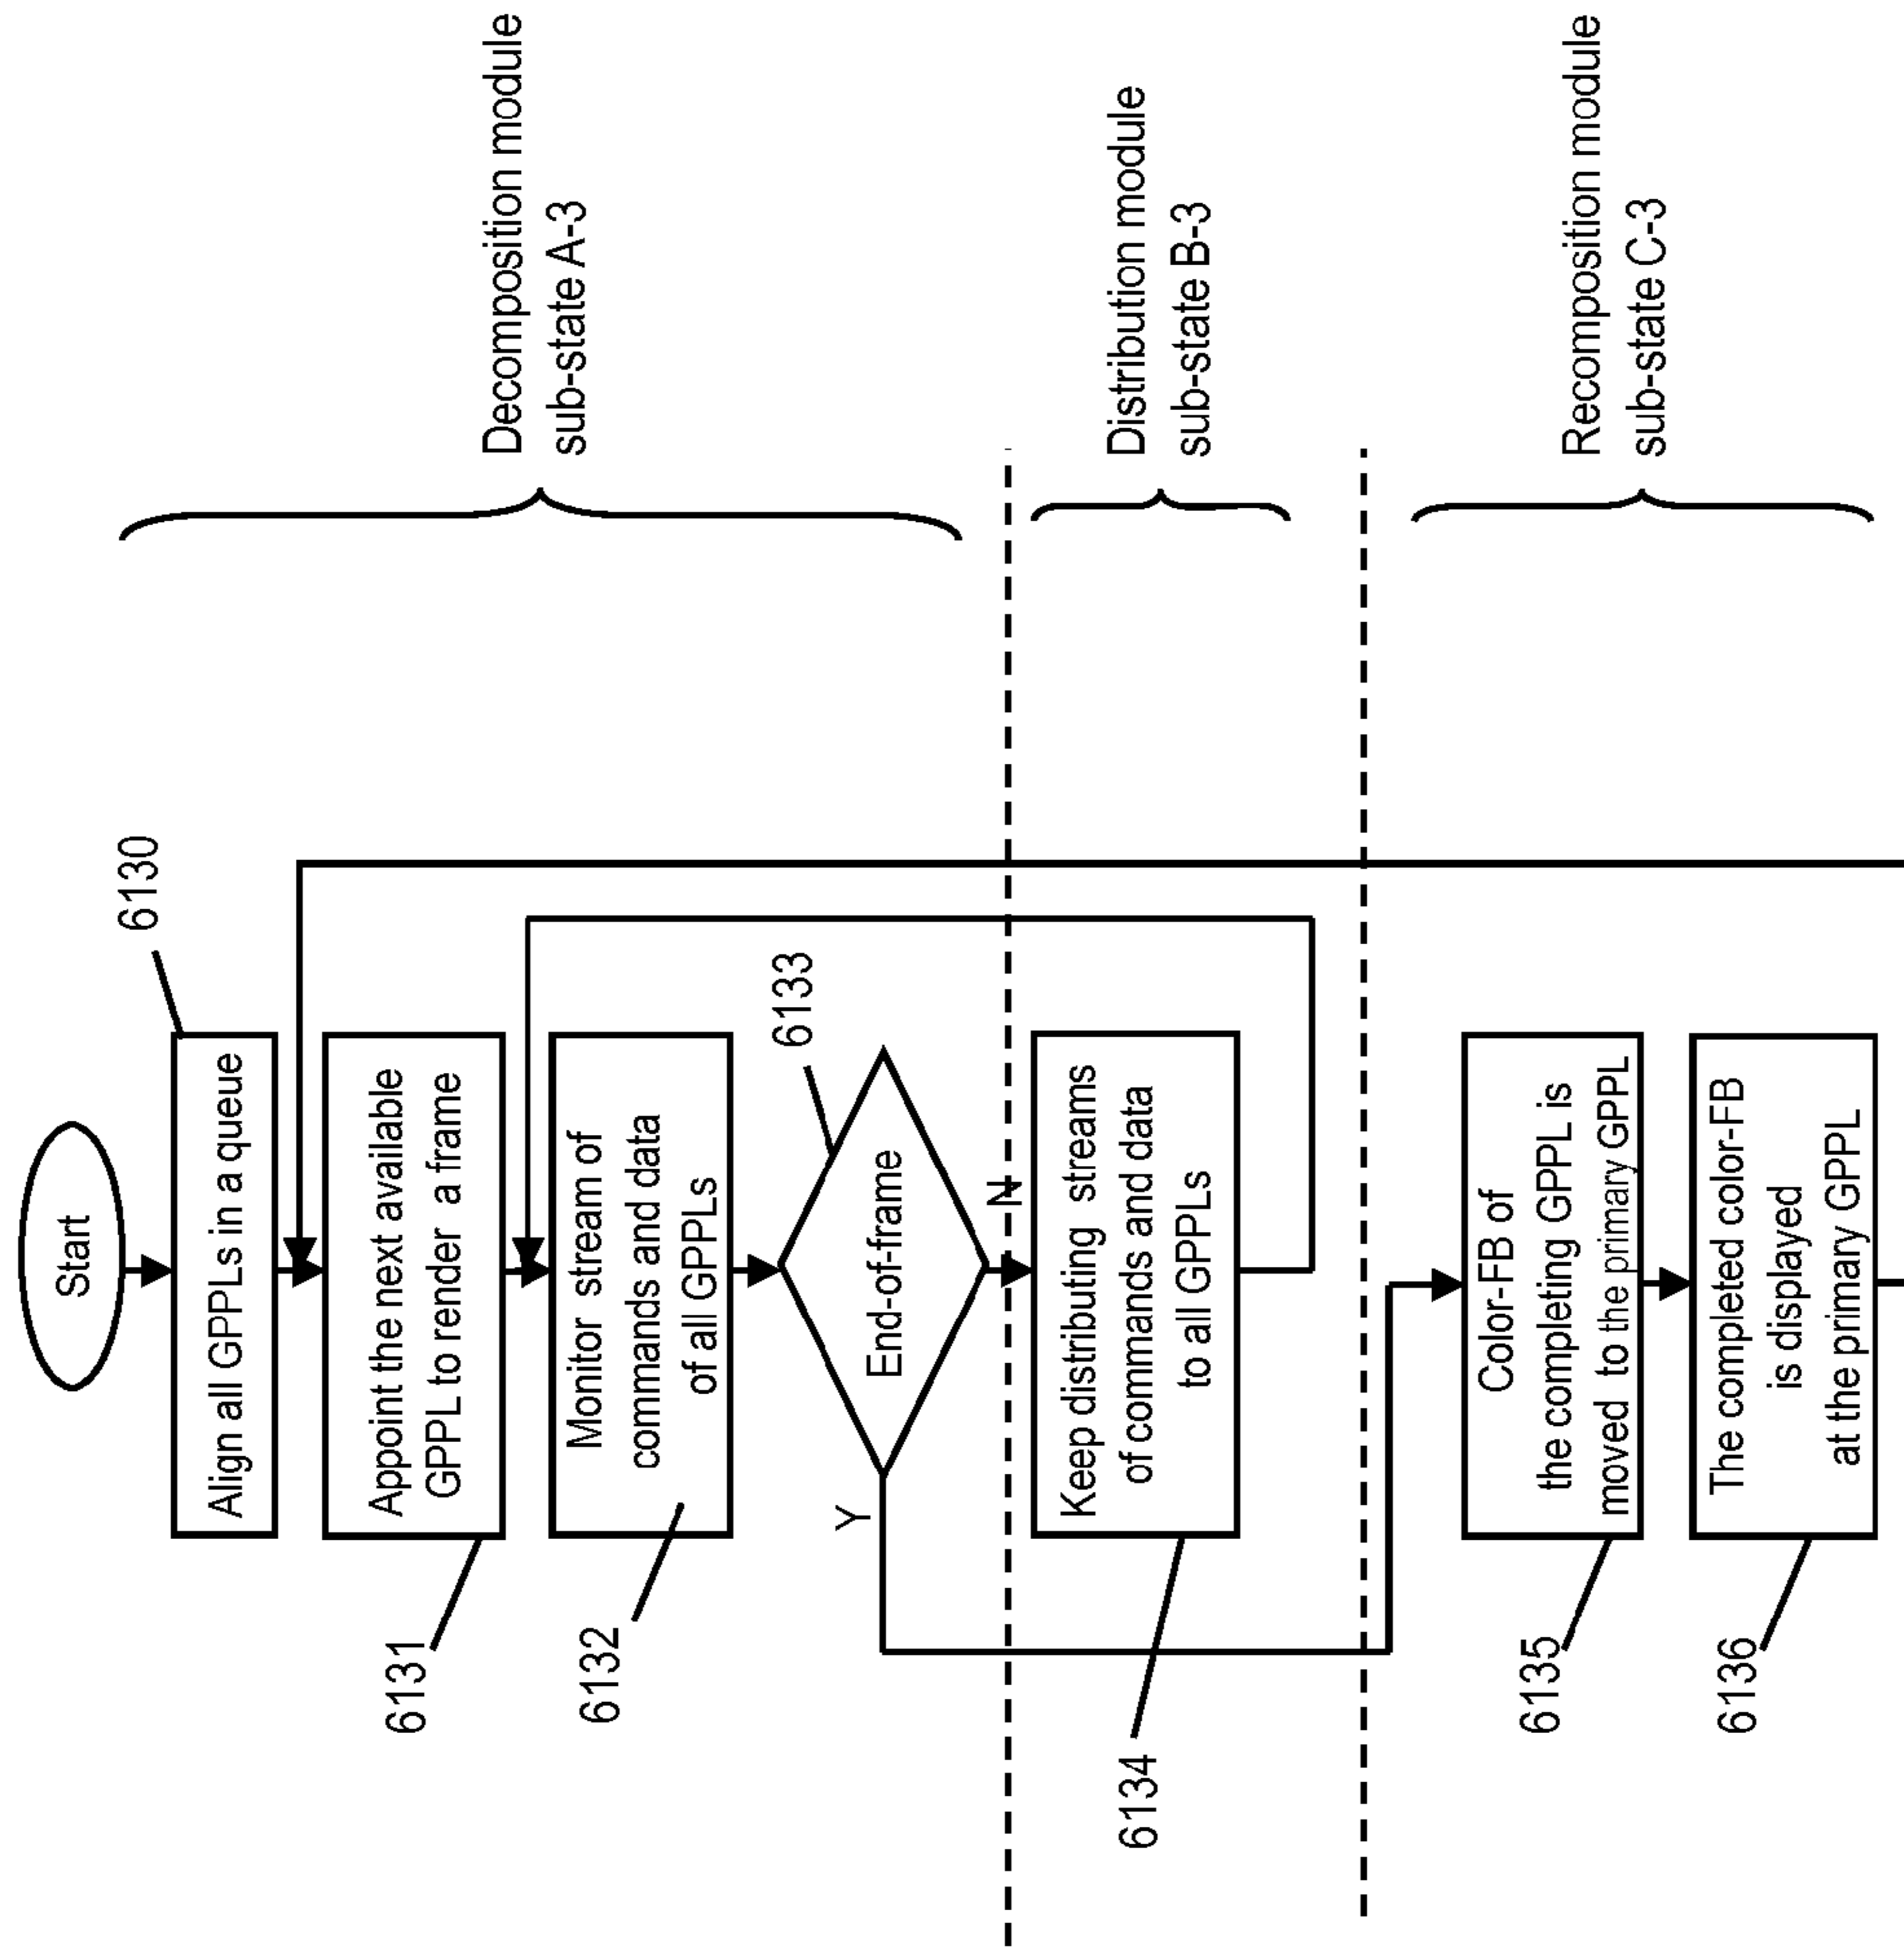 Start
6130
Align all GPPLs in a queue
Appoint the next available
GPPL to render a frame
6131
Monitor stream of
commands and data
of all GPPLs
6132
6133
End-of-frame
Y
N
Decomposition module
sub-state A-3
Keep distributing streams
of commands and data
to all GPPLs
6134
Distribution module
sub-state B-3
Color-FB of
the completing GPPL is
moved to the primary GPPL
6135
The completed color-FB
is displayed
at the primary GPPL
6136
Recomposition module
sub-state C-3